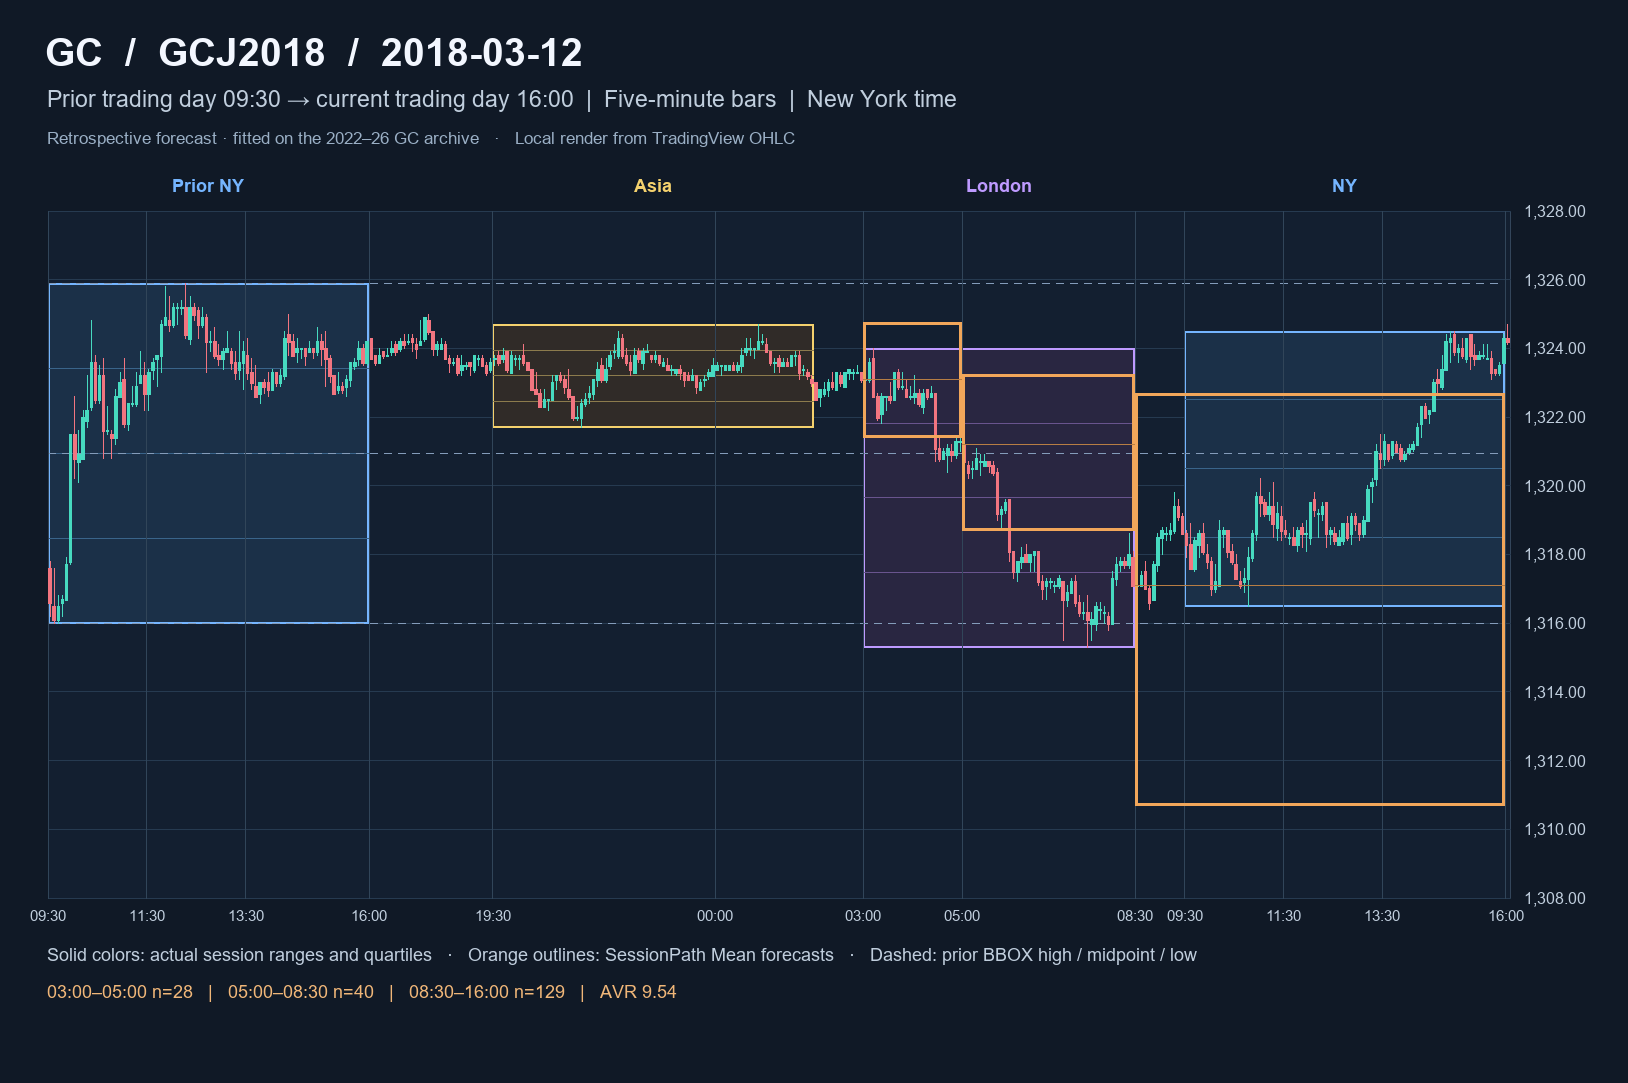 GC / GCJ2018 / 2018-03-12
Prior trading day 09:30 → current trading day 16:00 | Five-minute bars | New York time
Retrospective forecast · fitted on the 2022–26 GC archive · Local render from TradingView OHLC
Prior NY Asia London NY
1,328.00
1,326.00
1,324.00
1,322.00
1,320.00
1,318.00
1,316.00
1,314.00
1,312.00
1,310.00
1,308.00
09:30 11:30 13:30 16:00 19:30 00:00 03:00 05:00 08:30 09:30 11:30 13:30 16:00
Solid colors: actual session ranges and quartiles · Orange outlines: SessionPath Mean forecasts · Dashed: prior BBOX high / midpoint / low
03:00–05:00 n=28 | 05:00–08:30 n=40 | 08:30–16:00 n=129 | AVR 9.54